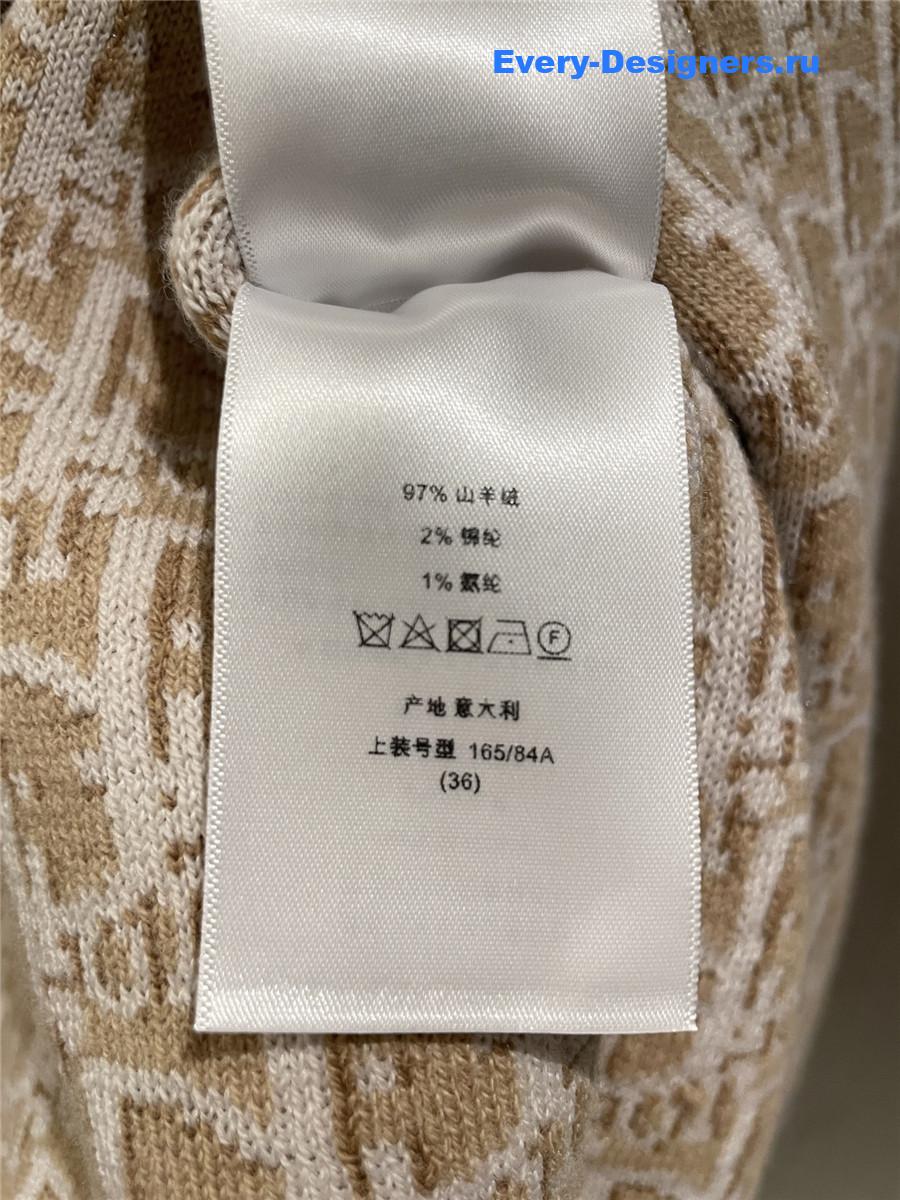 Every-Designers.ru
97% 山羊绒
2% 锦纶
1% 氨纶
F
产地 意大利
上装号型 165/84A
(36)